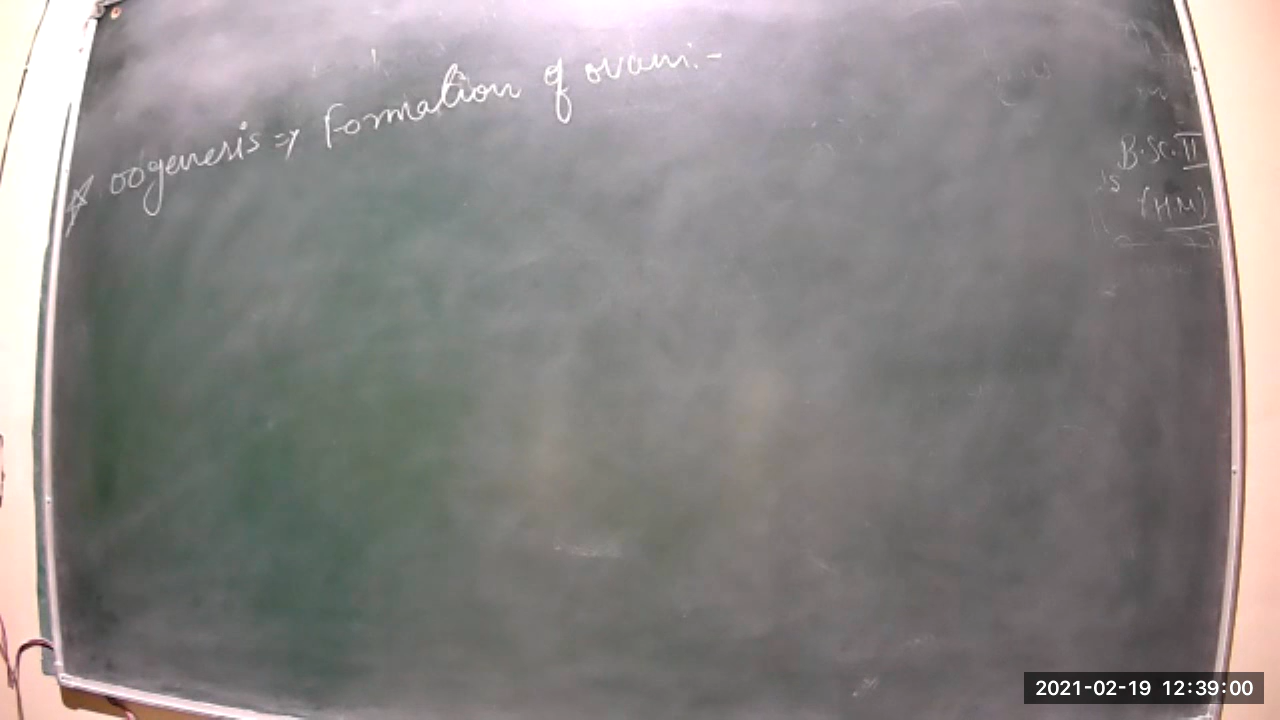 ☆ oogenesis => Formation of ovum:-
B.Sc. II
(HM)
2021-02-19 12:39:00